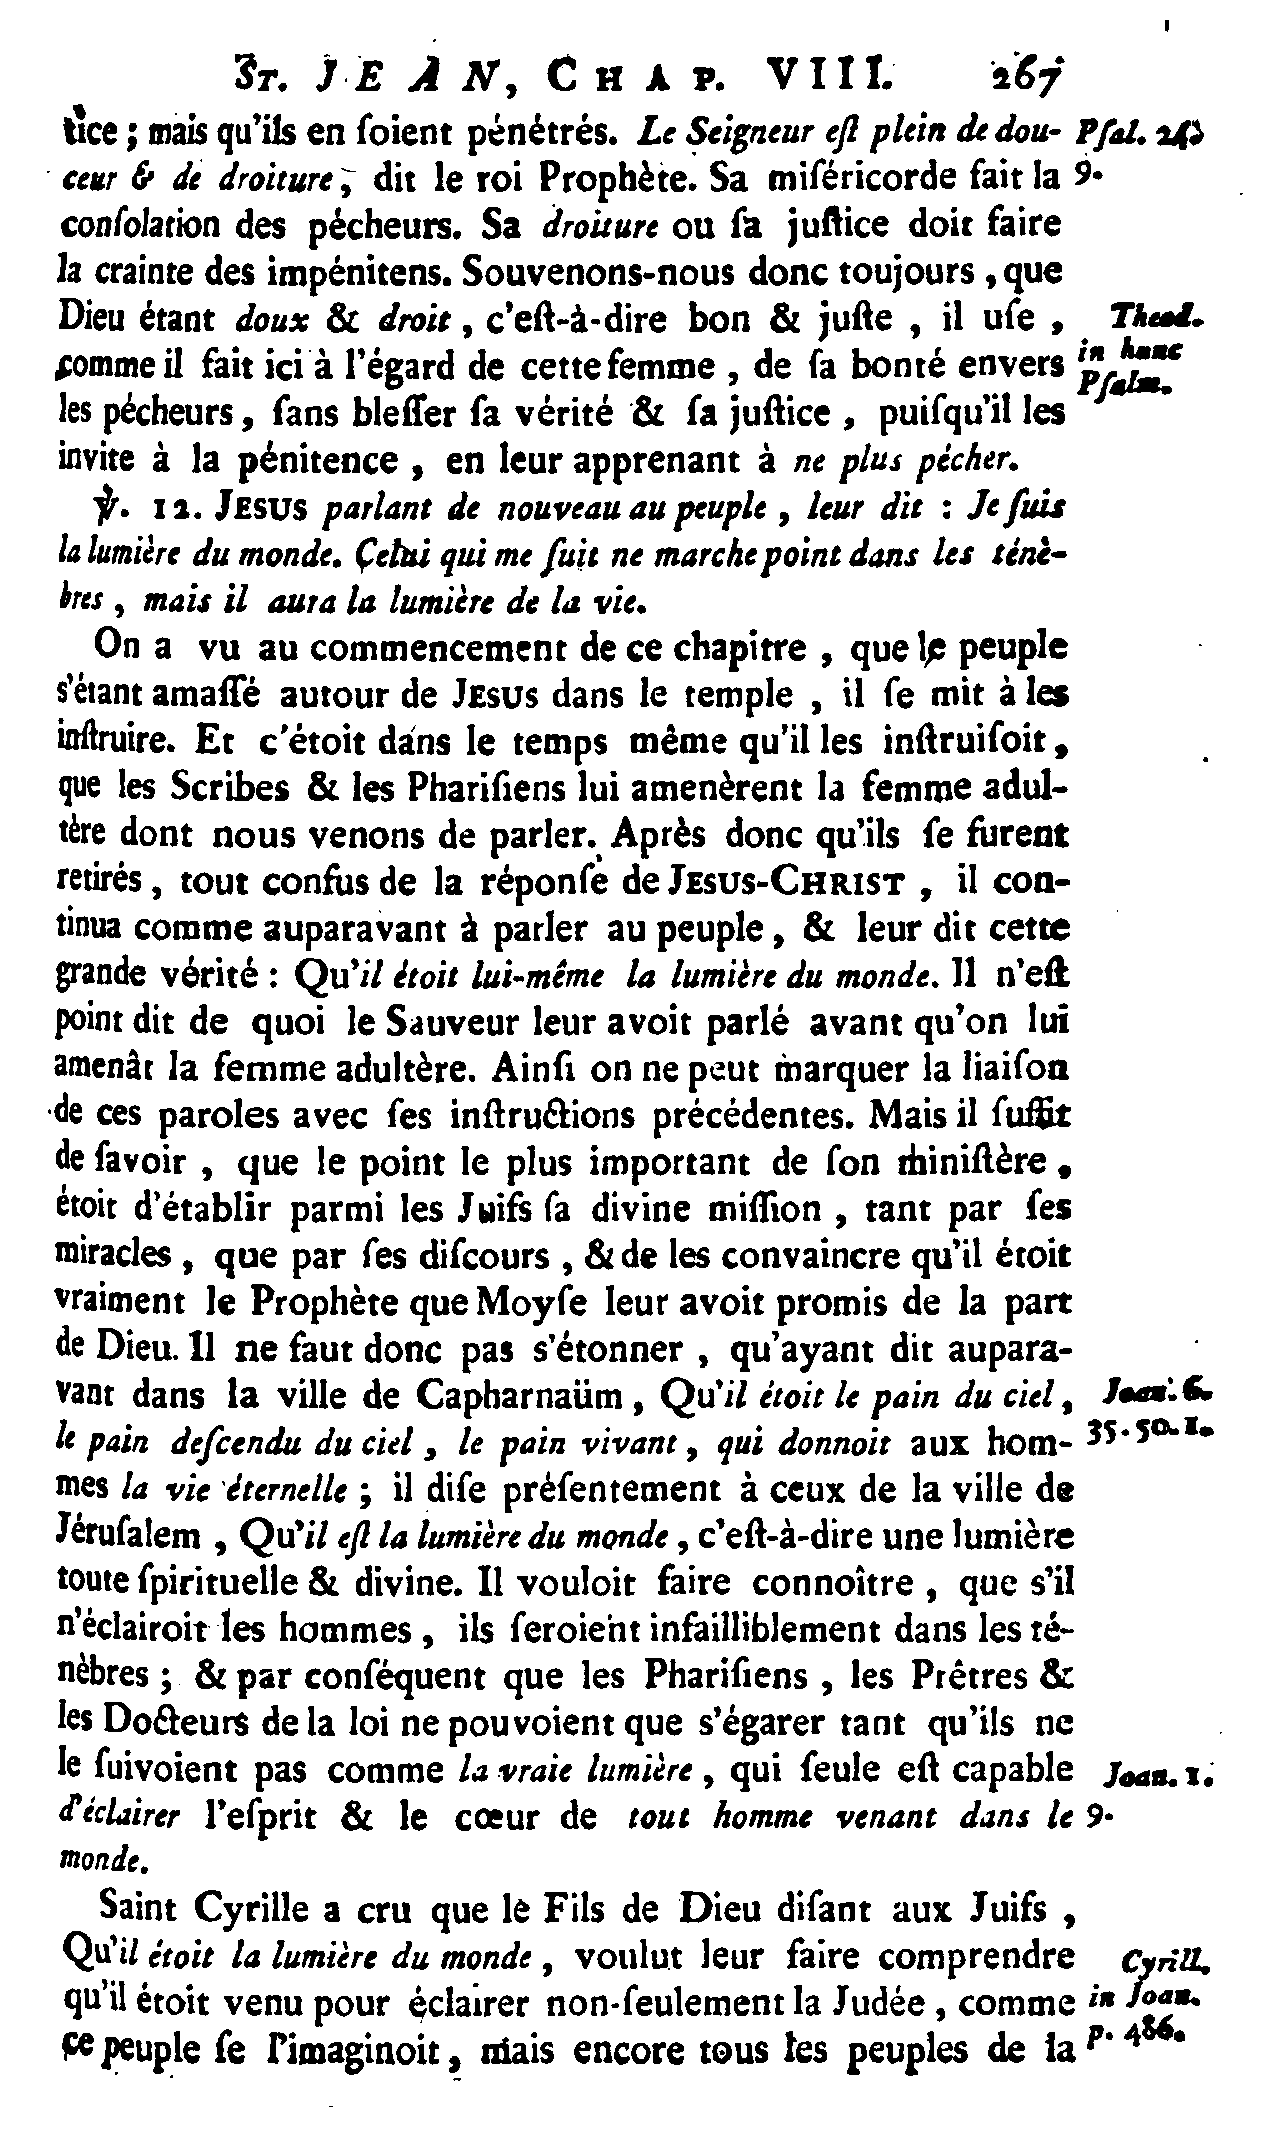 ST. JEAN, CHAP. VIII. 267
tice ; mais qu'ils en ſoient pénétrés. Le Seigneur eſt plein de dou- Pſal. 24.
ceur & de droiture, dit le roi Prophète. Sa miſéricorde fait la 9.
conſolation des pécheurs. Sa droiture ou ſa juſtice doit faire
la crainte des impénitens. Souvenons-nous donc toujours , que
Dieu étant doux & droit , c'eſt-à-dire bon & juſte , il uſe , Theod.
comme il fait ici à l'égard de cette femme , de ſa bonté envers in hunc
les pécheurs , ſans bleſſer ſa vérité & ſa juſtice , puiſqu'il les Pſalm.
invite à la pénitence , en leur apprenant à ne plus pécher.
℣. 12. JESUS parlant de nouveau au peuple , leur dit : Je ſuis
la lumière du monde. Celui qui me ſuit ne marche point dans les ténè-
bres , mais il aura la lumière de la vie.
On a vu au commencement de ce chapitre , que le peuple
s'étant amaſſé autour de JESUS dans le temple , il ſe mit à les
inſtruire. Et c'étoit dans le temps même qu'il les inſtruiſoit ,
que les Scribes & les Phariſiens lui amenèrent la femme adul-
tère dont nous venons de parler. Après donc qu'ils ſe furent
retirés , tout confus de la réponſe de JESUS-CHRIST , il con-
tinua comme auparavant à parler au peuple , & leur dit cette
grande vérité : Qu'il étoit lui-même la lumière du monde. Il n'eſt
point dit de quoi le Sauveur leur avoit parlé avant qu'on lui
amenât la femme adultère. Ainſi on ne peut marquer la liaiſon
de ces paroles avec ſes inſtructions précédentes. Mais il ſuffit
de ſavoir , que le point le plus important de ſon miniſtère ,
étoit d'établir parmi les Juifs ſa divine miſſion , tant par ſes
miracles , que par ſes diſcours , & de les convaincre qu'il étoit
vraiment le Prophète que Moyſe leur avoit promis de la part
de Dieu. Il ne faut donc pas s'étonner , qu'ayant dit aupara-
vant dans la ville de Capharnaüm , Qu'il étoit le pain du ciel , Joan. 6.
le pain deſcendu du ciel , le pain vivant , qui donnoit aux hom- 35. 50. 1.
mes la vie éternelle ; il diſe préſentement à ceux de la ville de
Jéruſalem , Qu'il eſt la lumière du monde , c'eſt-à-dire une lumière
toute ſpirituelle & divine. Il vouloit faire connoître , que s'il
n'éclairoit les hommes , ils ſeroient infailliblement dans les té-
nèbres ; & par conſéquent que les Phariſiens , les Prêtres &
les Docteurs de la loi ne pouvoient que s'égarer tant qu'ils ne
le ſuivoient pas comme la vraie lumière , qui ſeule eſt capable Joan. 1.
d'éclairer l'eſprit & le cœur de tout homme venant dans le 9.
monde.
Saint Cyrille a cru que le Fils de Dieu diſant aux Juifs ,
Qu'il étoit la lumière du monde , voulut leur faire comprendre Cyrill.
qu'il étoit venu pour éclairer non-ſeulement la Judée , comme in Joan.
ce peuple ſe l'imaginoit , mais encore tous les peuples de la p. 486.